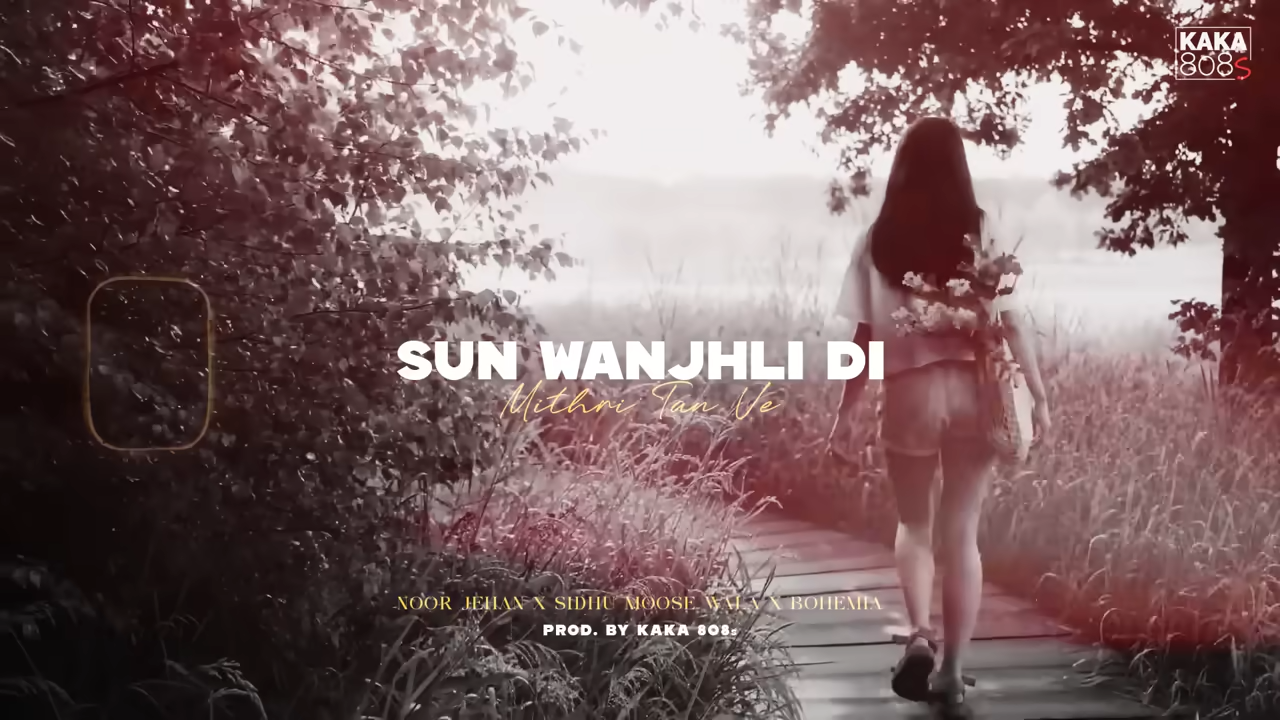 KAKA
808s
SUN WANJHLI DI
Mithri Tan Ve
NOOR JEHAN X SIDHU MOOSE WALA X BOHEMIA
PROD. BY KAKA 808s